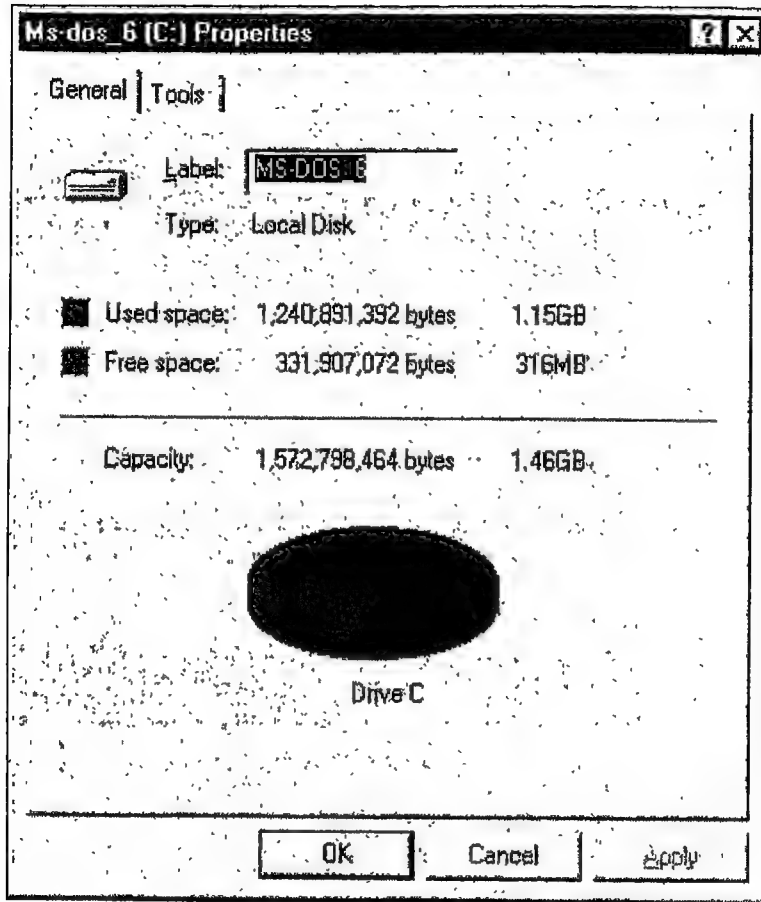 Ms-dos_6 (C:) Properties ? ×
General Tools
Label: MS-DOS_6
Type: Local Disk
Used space: 1,240,891,392 bytes 1.15GB
Free space: 331,907,072 bytes 316MB
Capacity: 1,572,798,464 bytes 1.46GB
Drive C
OK Cancel Apply